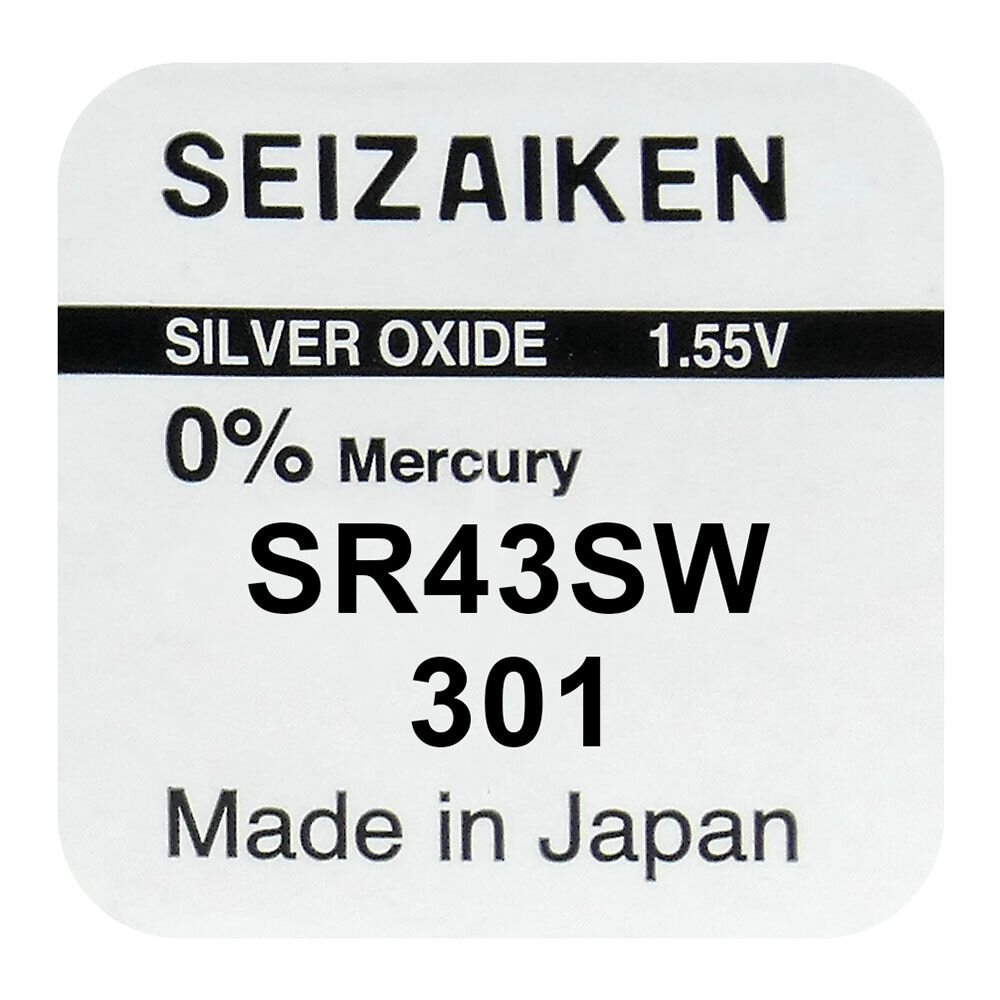 SEIZAIKEN
SILVER OXIDE 1.55V
0% Mercury
SR43SW
301
Made in Japan